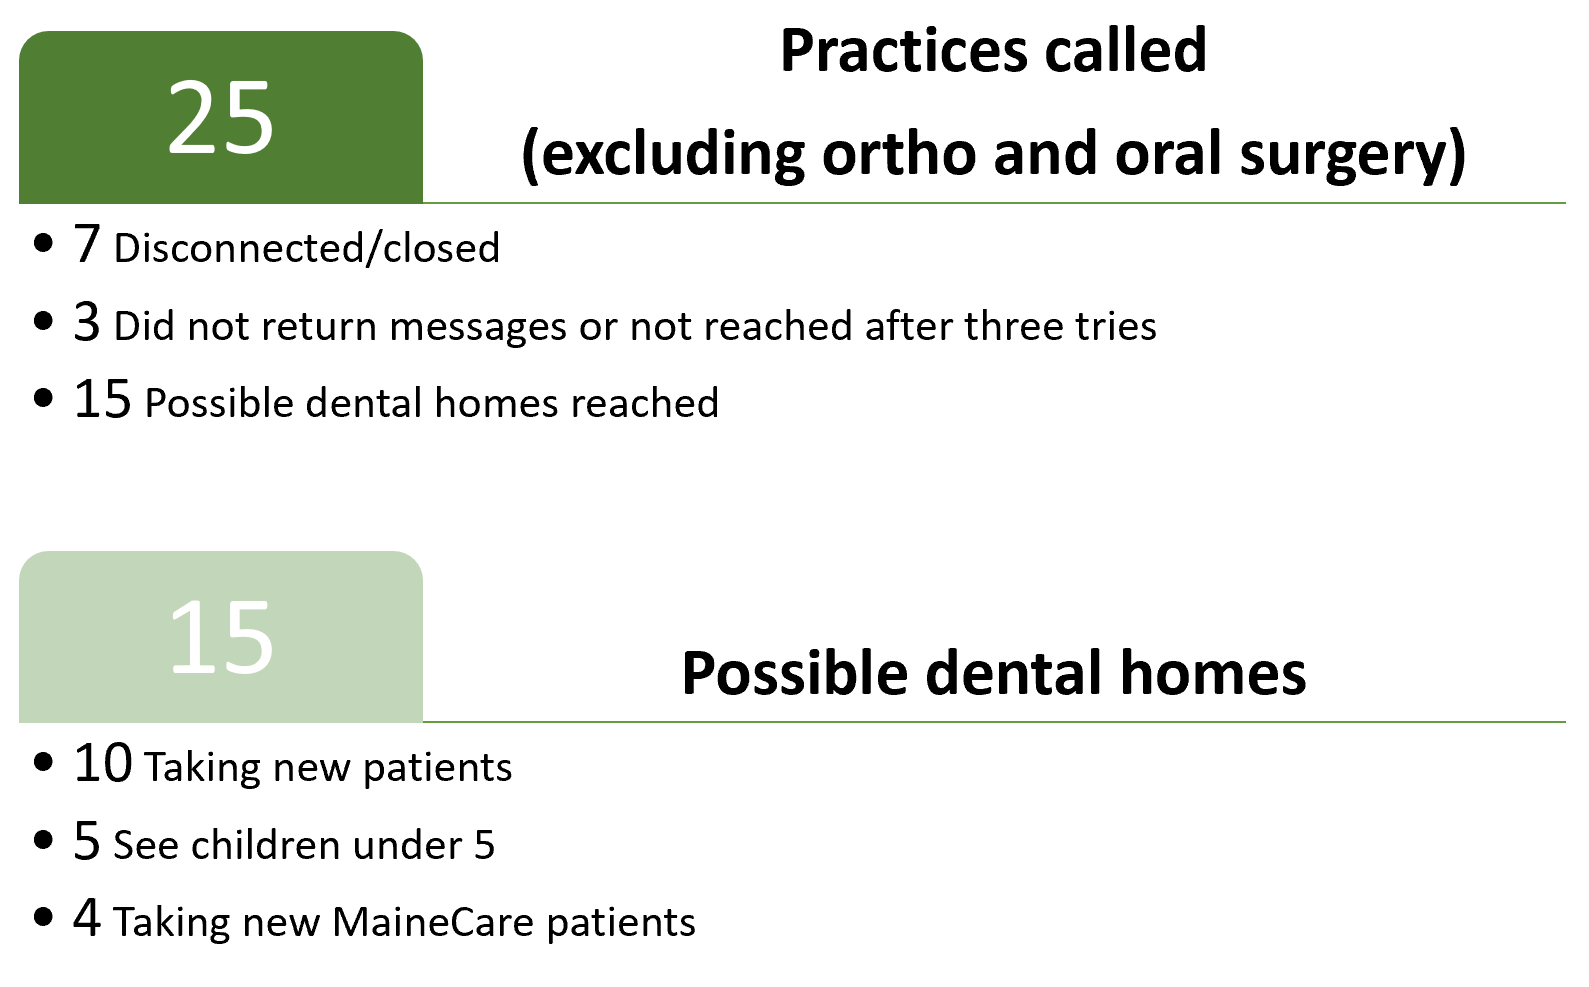 25
Practices called
(excluding ortho and oral surgery)
• 7 Disconnected/closed
• 3 Did not return messages or not reached after three tries
• 15 Possible dental homes reached
15
Possible dental homes
• 10 Taking new patients
• 5 See children under 5
• 4 Taking new MaineCare patients